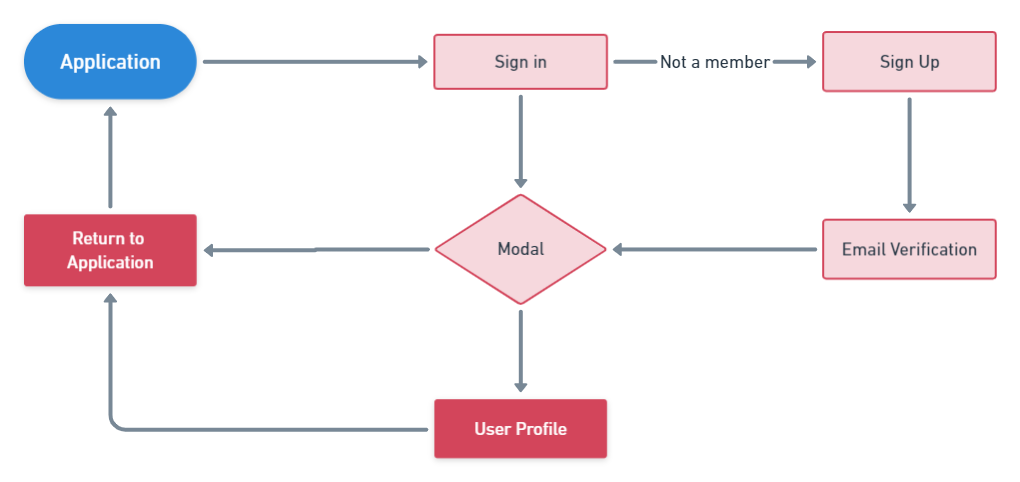 Application
Sign in
Not a member
Sign Up
Return to
Application
Modal
Email Verification
User Profile